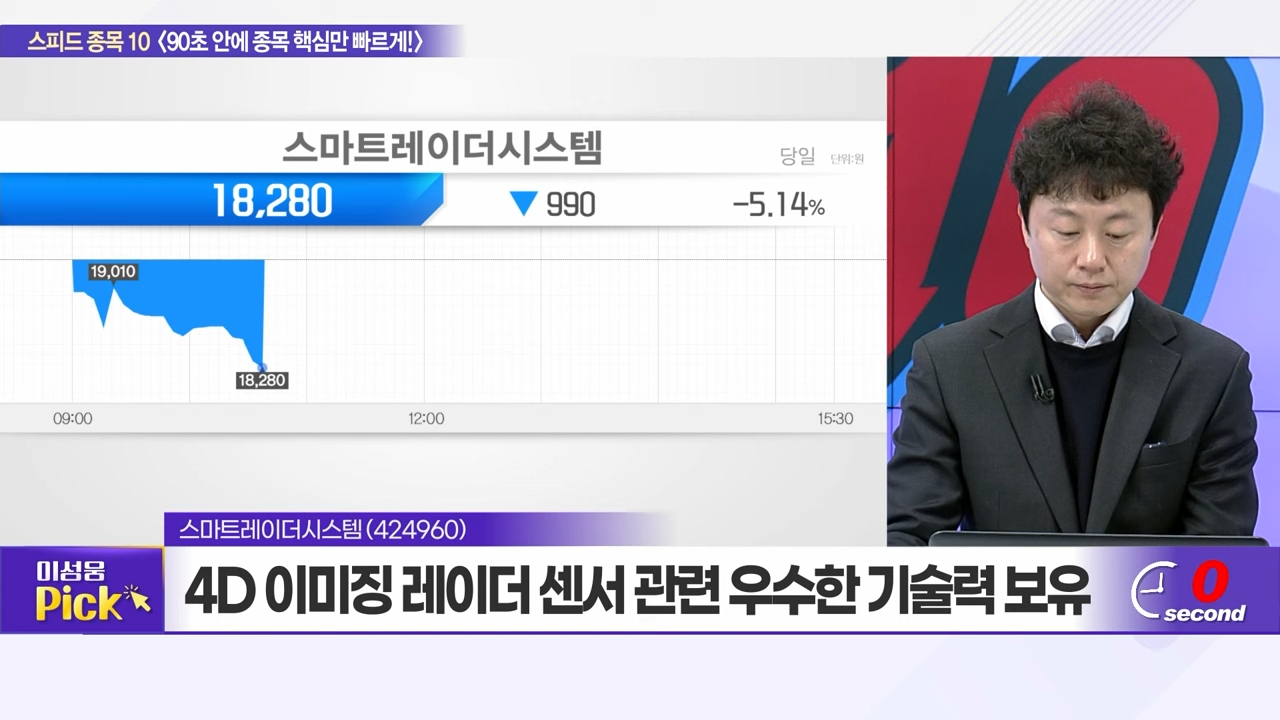 스피드 종목 10 <90초 안에 종목 핵심만 빠르게!>
스마트레이더시스템
당일 단위:원
18,280 ▼ 990 -5.14%
19,010
18,280
09:00 12:00 15:30
스마트레이더시스템(424960)
이성웅
Pick
4D 이미징 레이더 센서 관련 우수한 기술력 보유
0
second